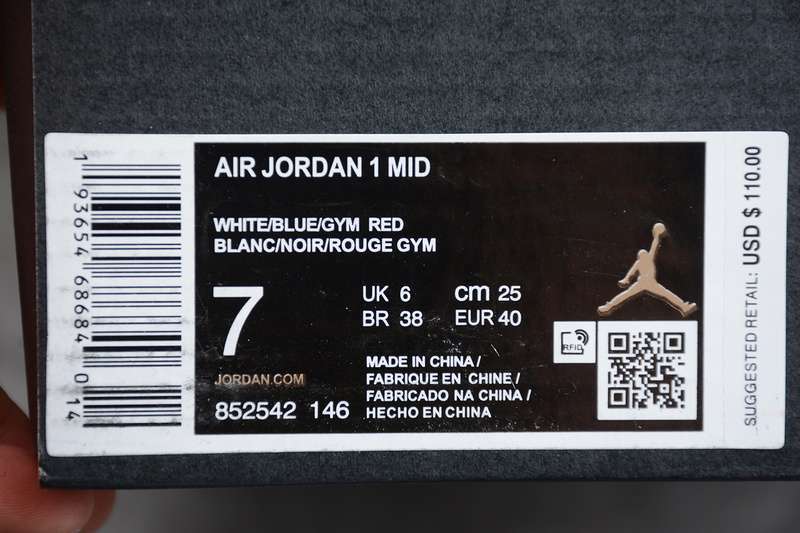 AIR JORDAN 1 MID
WHITE/BLUE/GYM RED
BLANC/NOIR/ROUGE GYM
7
UK 6 cm 25
BR 38 EUR 40
MADE IN CHINA /
FABRIQUE EN CHINE /
FABRICADO NA CHINA /
HECHO EN CHINA
JORDAN.COM
852542 146
RFID
1 93654 68684 0 14
SUGGESTED RETAIL: USD $ 110.00